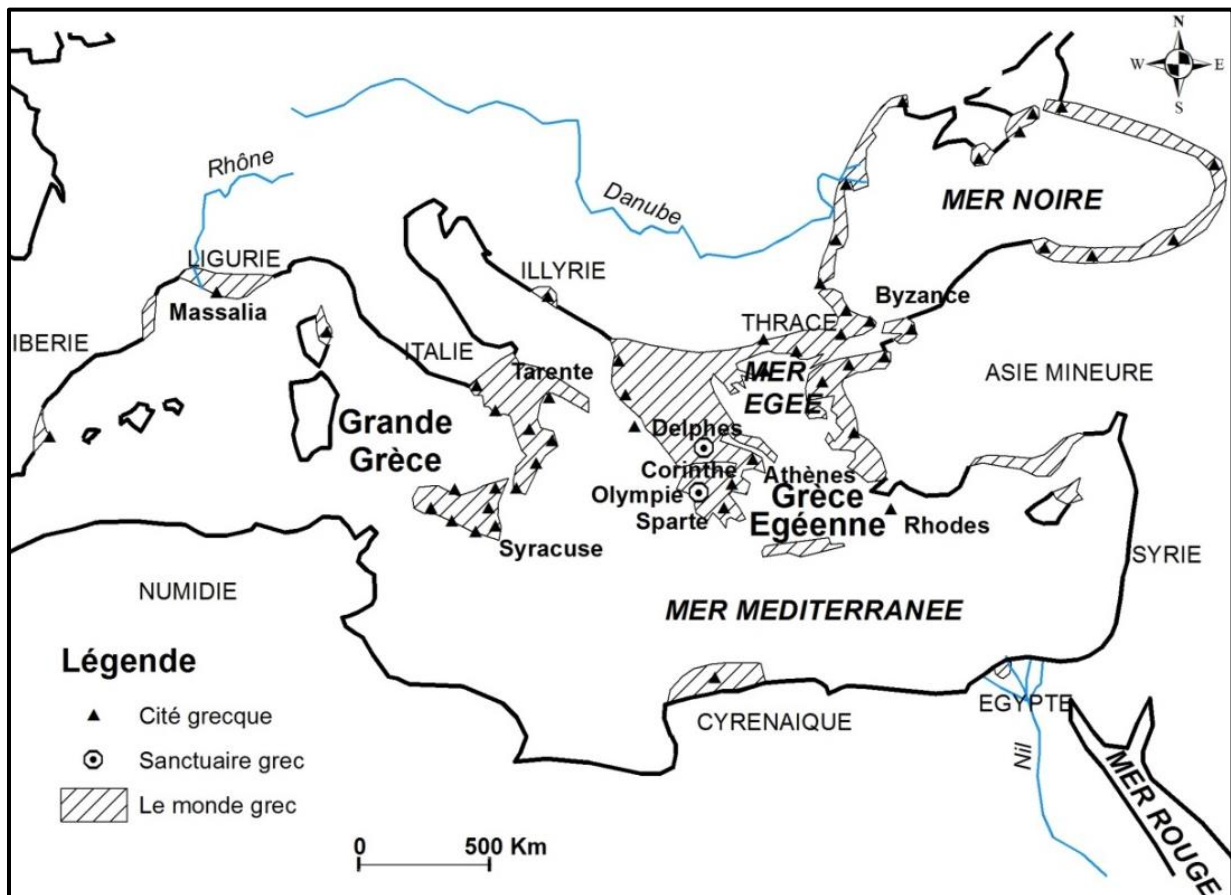 N
W
E
S
Rhône
Danube
MER NOIRE
LIGURIE
ILLYRIE
Massalia
Byzance
THRACE
IBERIE
ITALIE
Tarente
MER
EGEE
ASIE MINEURE
Grande
Grèce
Delphes
Corinthe
Athènes
Olympie
Grèce
Egéenne
Sparte
Rhodes
Syracuse
SYRIE
NUMIDIE
MER MEDITERRANEE
Légende
Cité grecque
CYRENAIQUE
EGYPTE
Sanctuaire grec
Nil
Le monde grec
MER ROUGE
0 500 Km